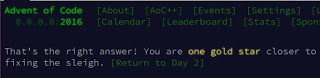 Advent of Code [About] [AoC++] [Events] [Settings]
0.0.0.0:2016 [Calendar] [Leaderboard] [Stats]
That's the right answer! You are one gold star closer to
fixing the sleigh. [Return to Day 2]